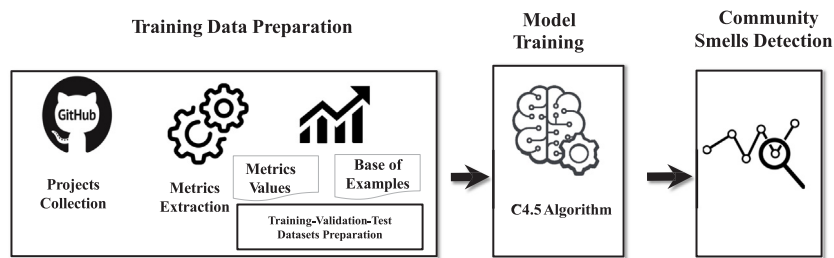 Training Data Preparation
Model
Training
Community
Smells Detection
GitHub
Projects
Collection
Metrics
Extraction
Metrics
Values
Base of
Examples
Training-Validation-Test
Datasets Preparation
C4.5 Algorithm